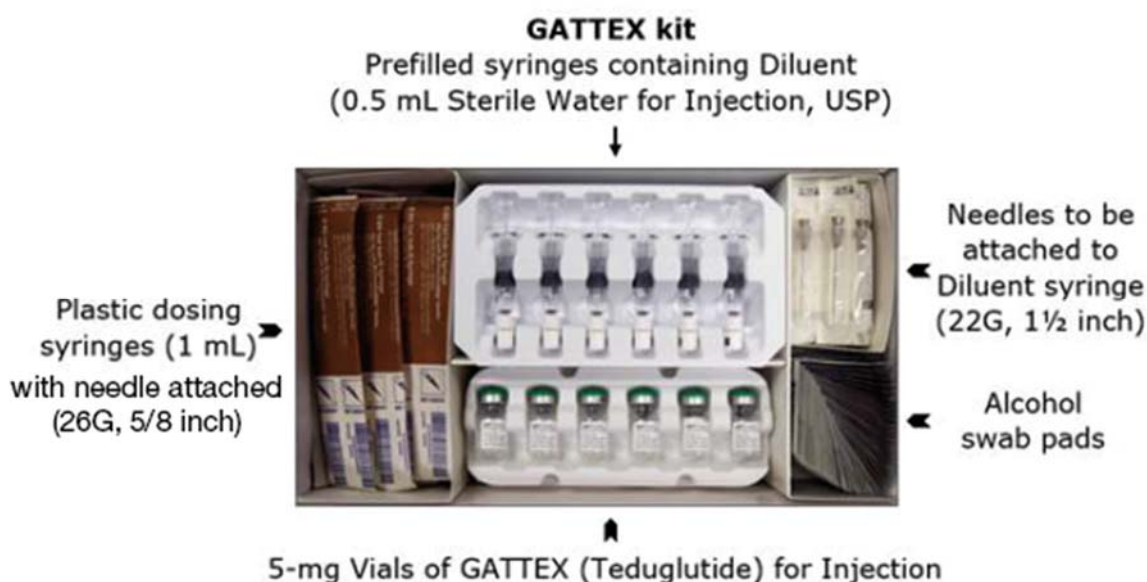 GATTEX kit
Prefilled syringes containing Diluent
(0.5 mL Sterile Water for Injection, USP)
Plastic dosing
syringes (1 mL)
with needle attached
(26G, 5/8 inch)
Needles to be
attached to
Diluent syringe
(22G, 1½ inch)
Alcohol
swab pads
5-mg Vials of GATTEX (Teduglutide) for Injection